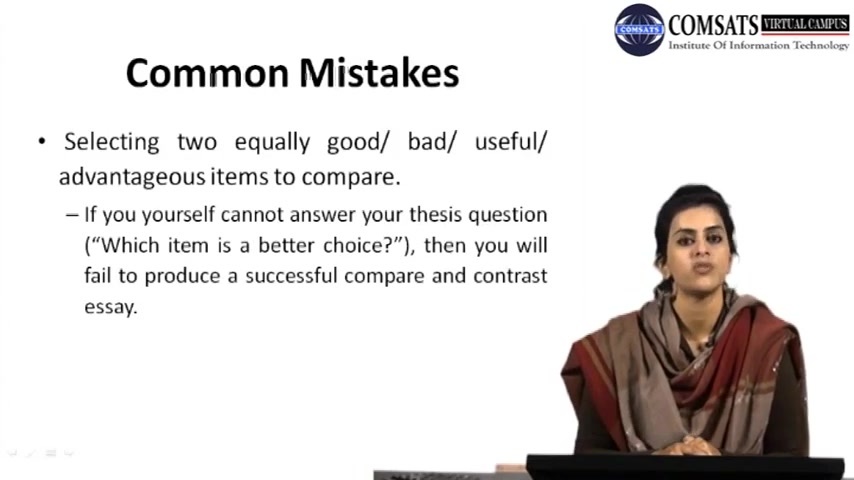 COMSATS
COMSATS VIRTUAL CAMPUS
Institute Of Information Technology
Common Mistakes
• Selecting two equally good/ bad/ useful/
advantageous items to compare.
– If you yourself cannot answer your thesis question
(“Which item is a better choice?”), then you will
fail to produce a successful compare and contrast
essay.